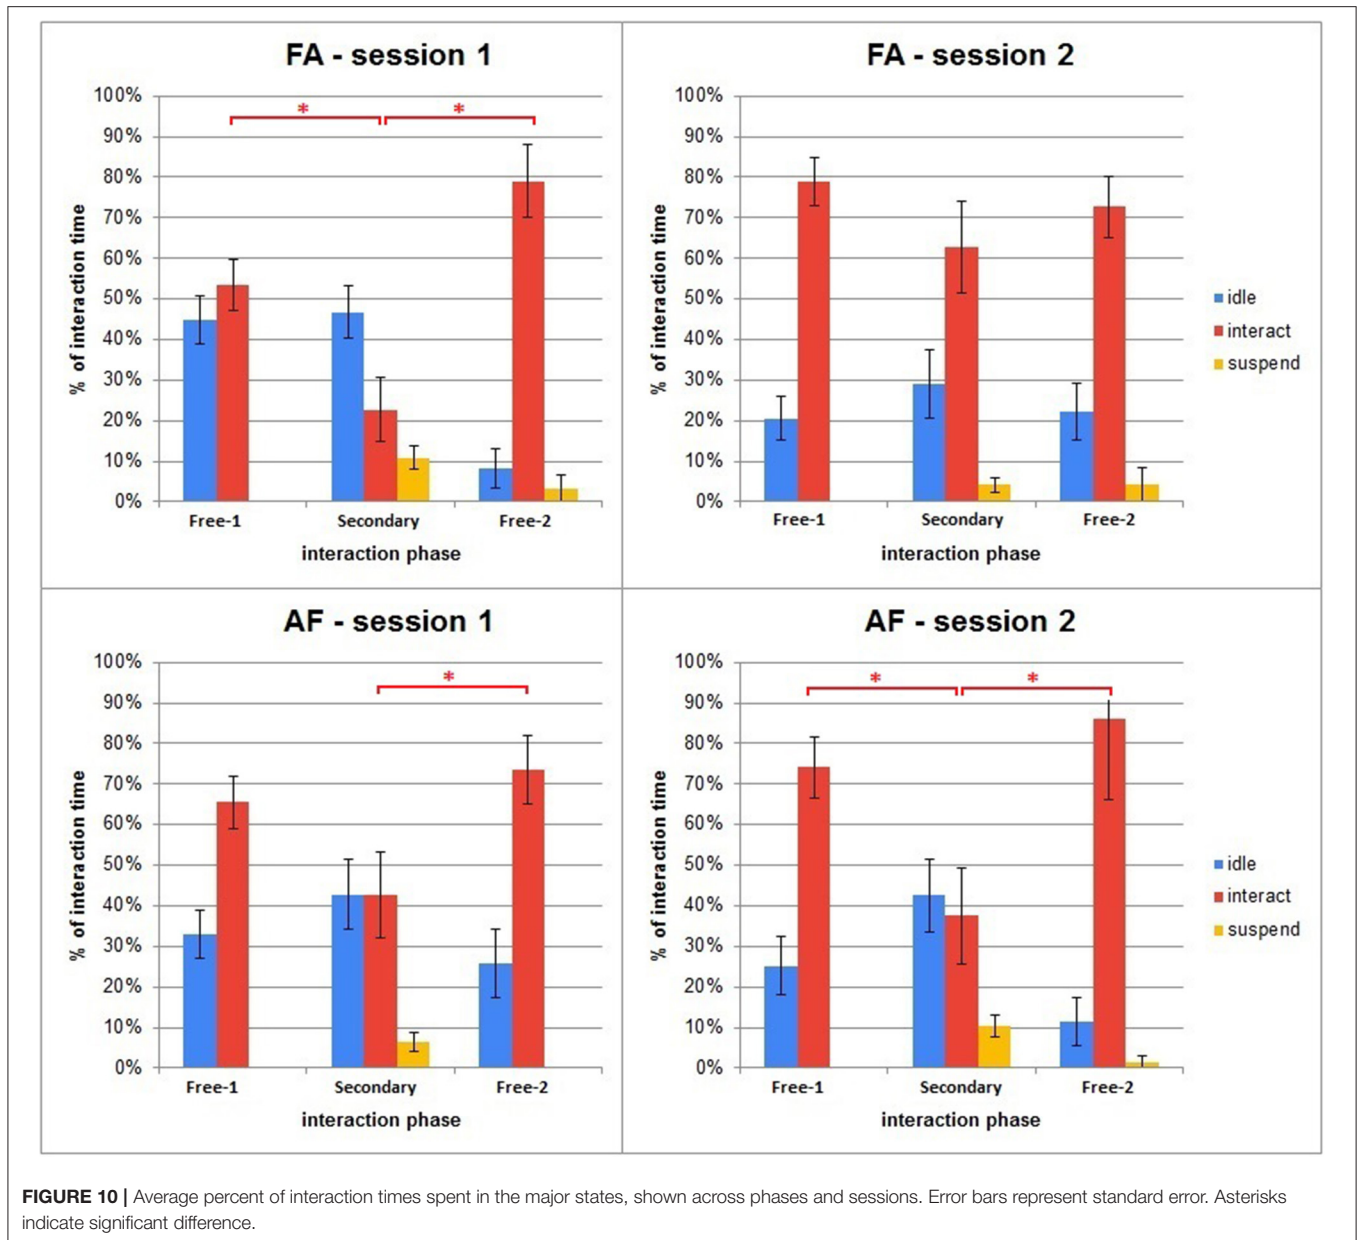 FA - session 1
100%
90%
80%
70%
60%
50%
40%
30%
20%
10%
0%
% of interaction time
*
*
Free-1 Secondary Free-2
interaction phase
FA - session 2
100%
90%
80%
70%
60%
50%
40%
30%
20%
10%
0%
% of interaction time
Free-1 Secondary Free-2
interaction phase
idle
interact
suspend
AF - session 1
100%
90%
80%
70%
60%
50%
40%
30%
20%
10%
0%
% of interaction time
*
Free-1 Secondary Free-2
interaction phase
AF - session 2
100%
90%
80%
70%
60%
50%
40%
30%
20%
10%
0%
% of interaction time
*
*
Free-1 Secondary Free-2
interaction phase
idle
interact
suspend
FIGURE 10 | Average percent of interaction times spent in the major states, shown across phases and sessions. Error bars represent standard error. Asterisks
indicate significant difference.